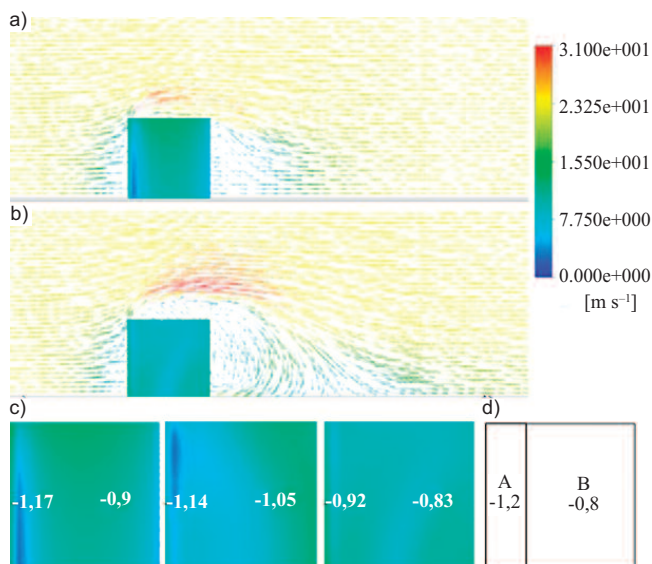 a)
3.100e+001
2.325e+001
1.550e+001
7.750e+000
0.000e+000
[m s⁻¹]
b)
c)
-1,17
-0,9
-1,14
-1,05
-0,92
-0,83
d)
A
-1,2
B
-0,8